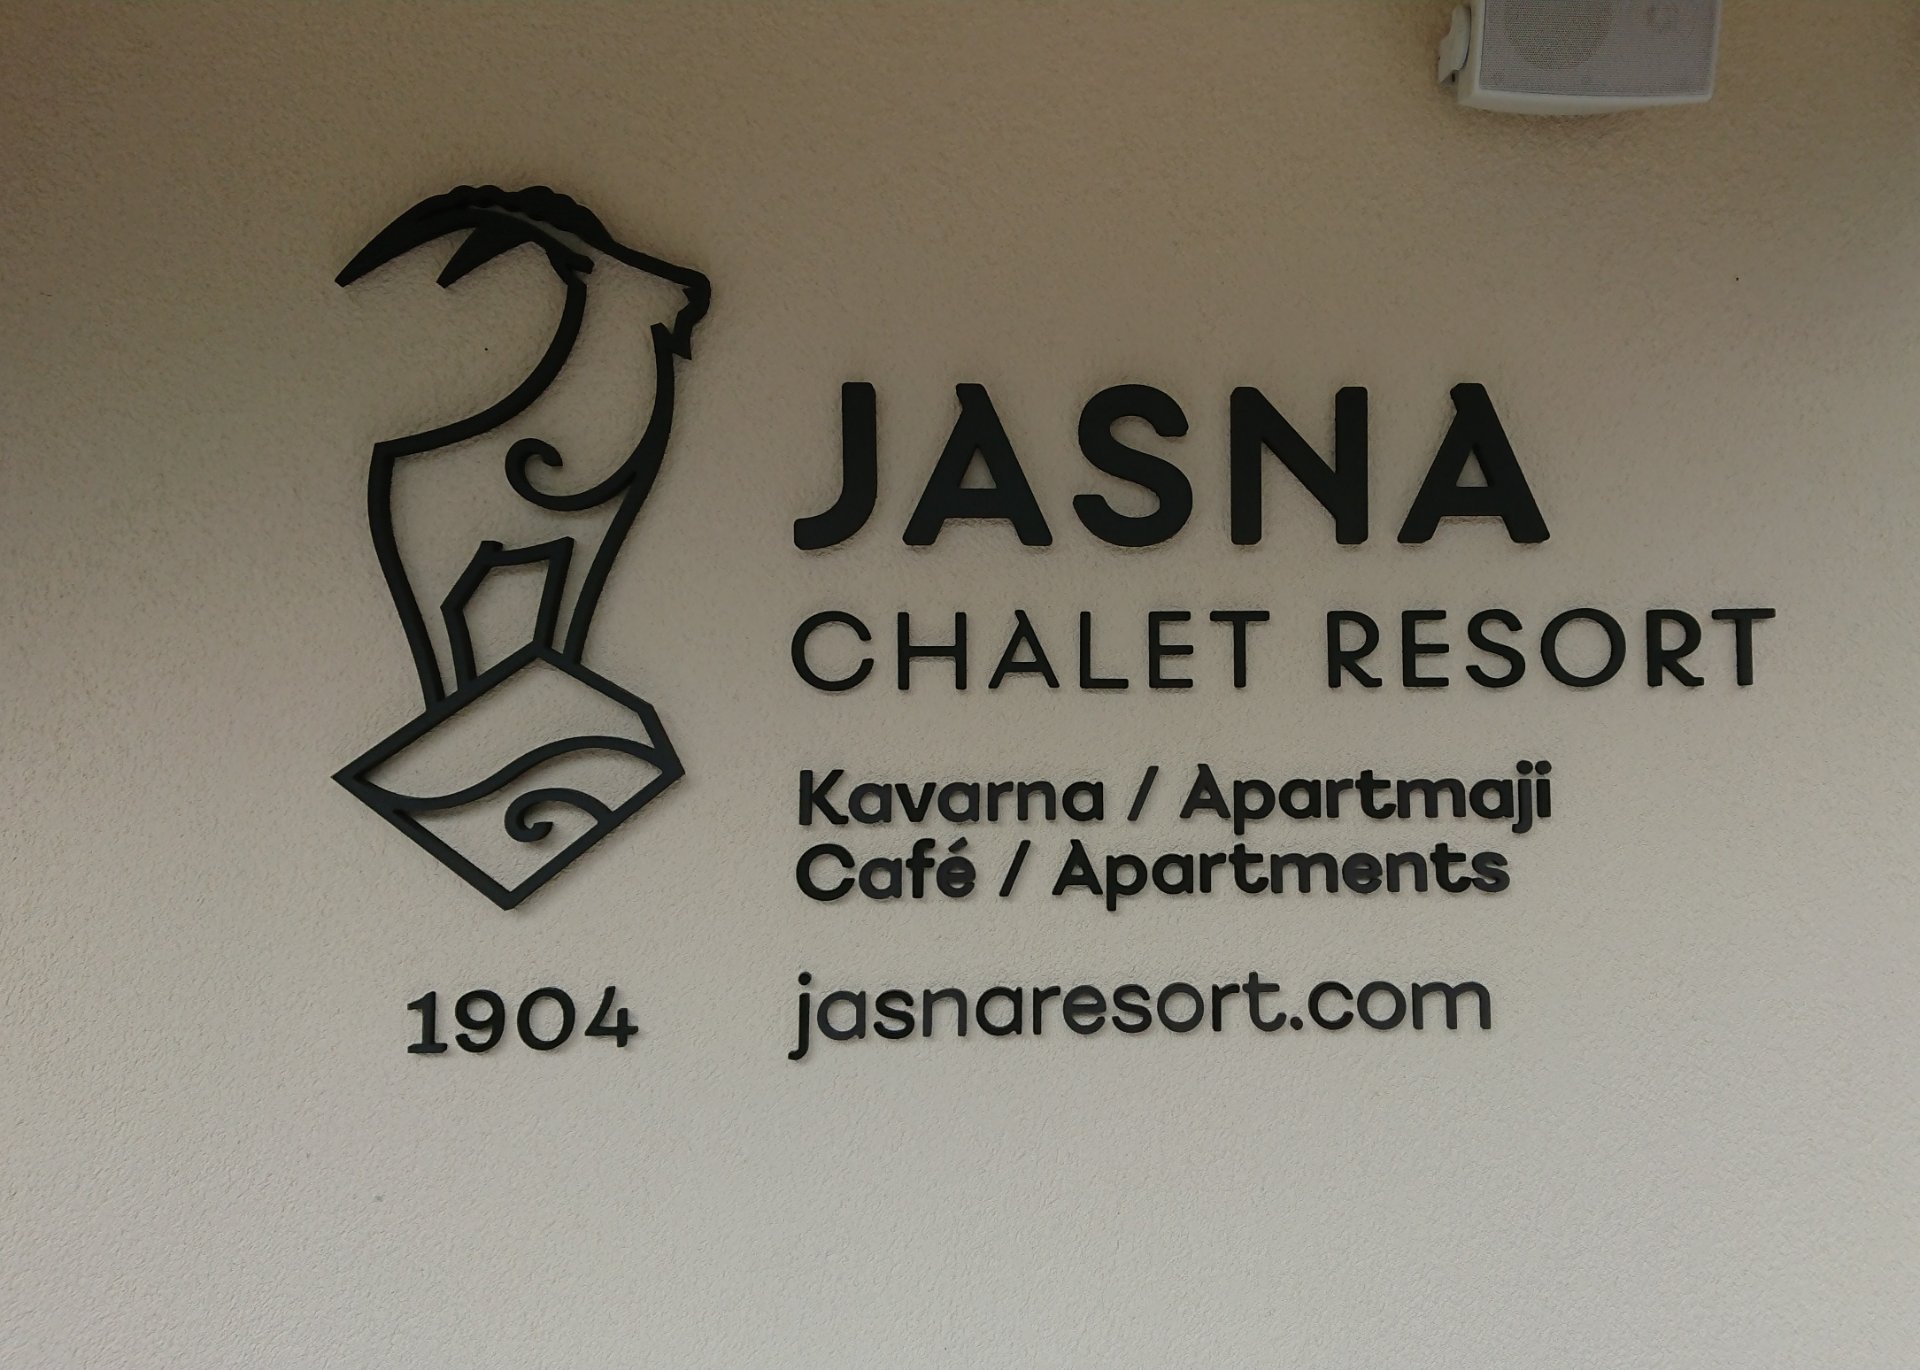 JASNA
CHALET RESORT
Kavarna / Apartmaji
Café / Apartments
1904
jasnaresort.com